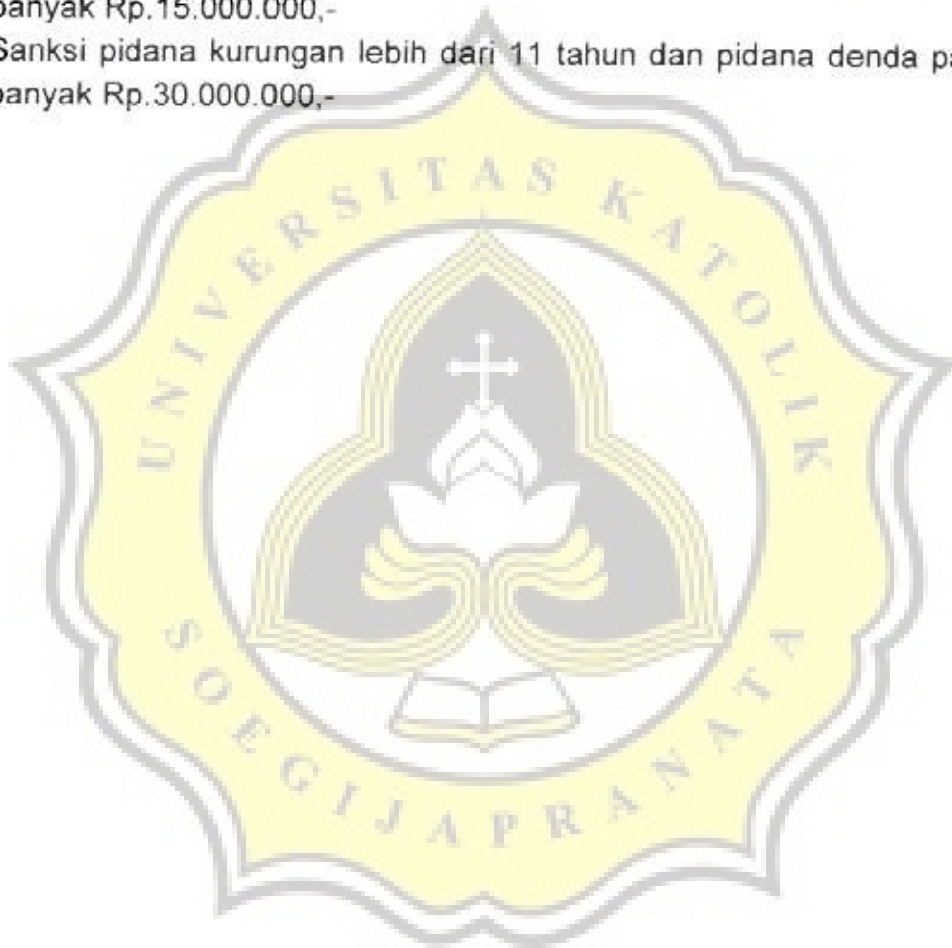 banyak Rp.15.000.000,-
Sanksi pidana kurungan lebih dari 11 tahun dan pidana denda
banyak Rp.30.000.000,-
UNIVERSITAS KATOLIK
SOEGIJAPRANATA